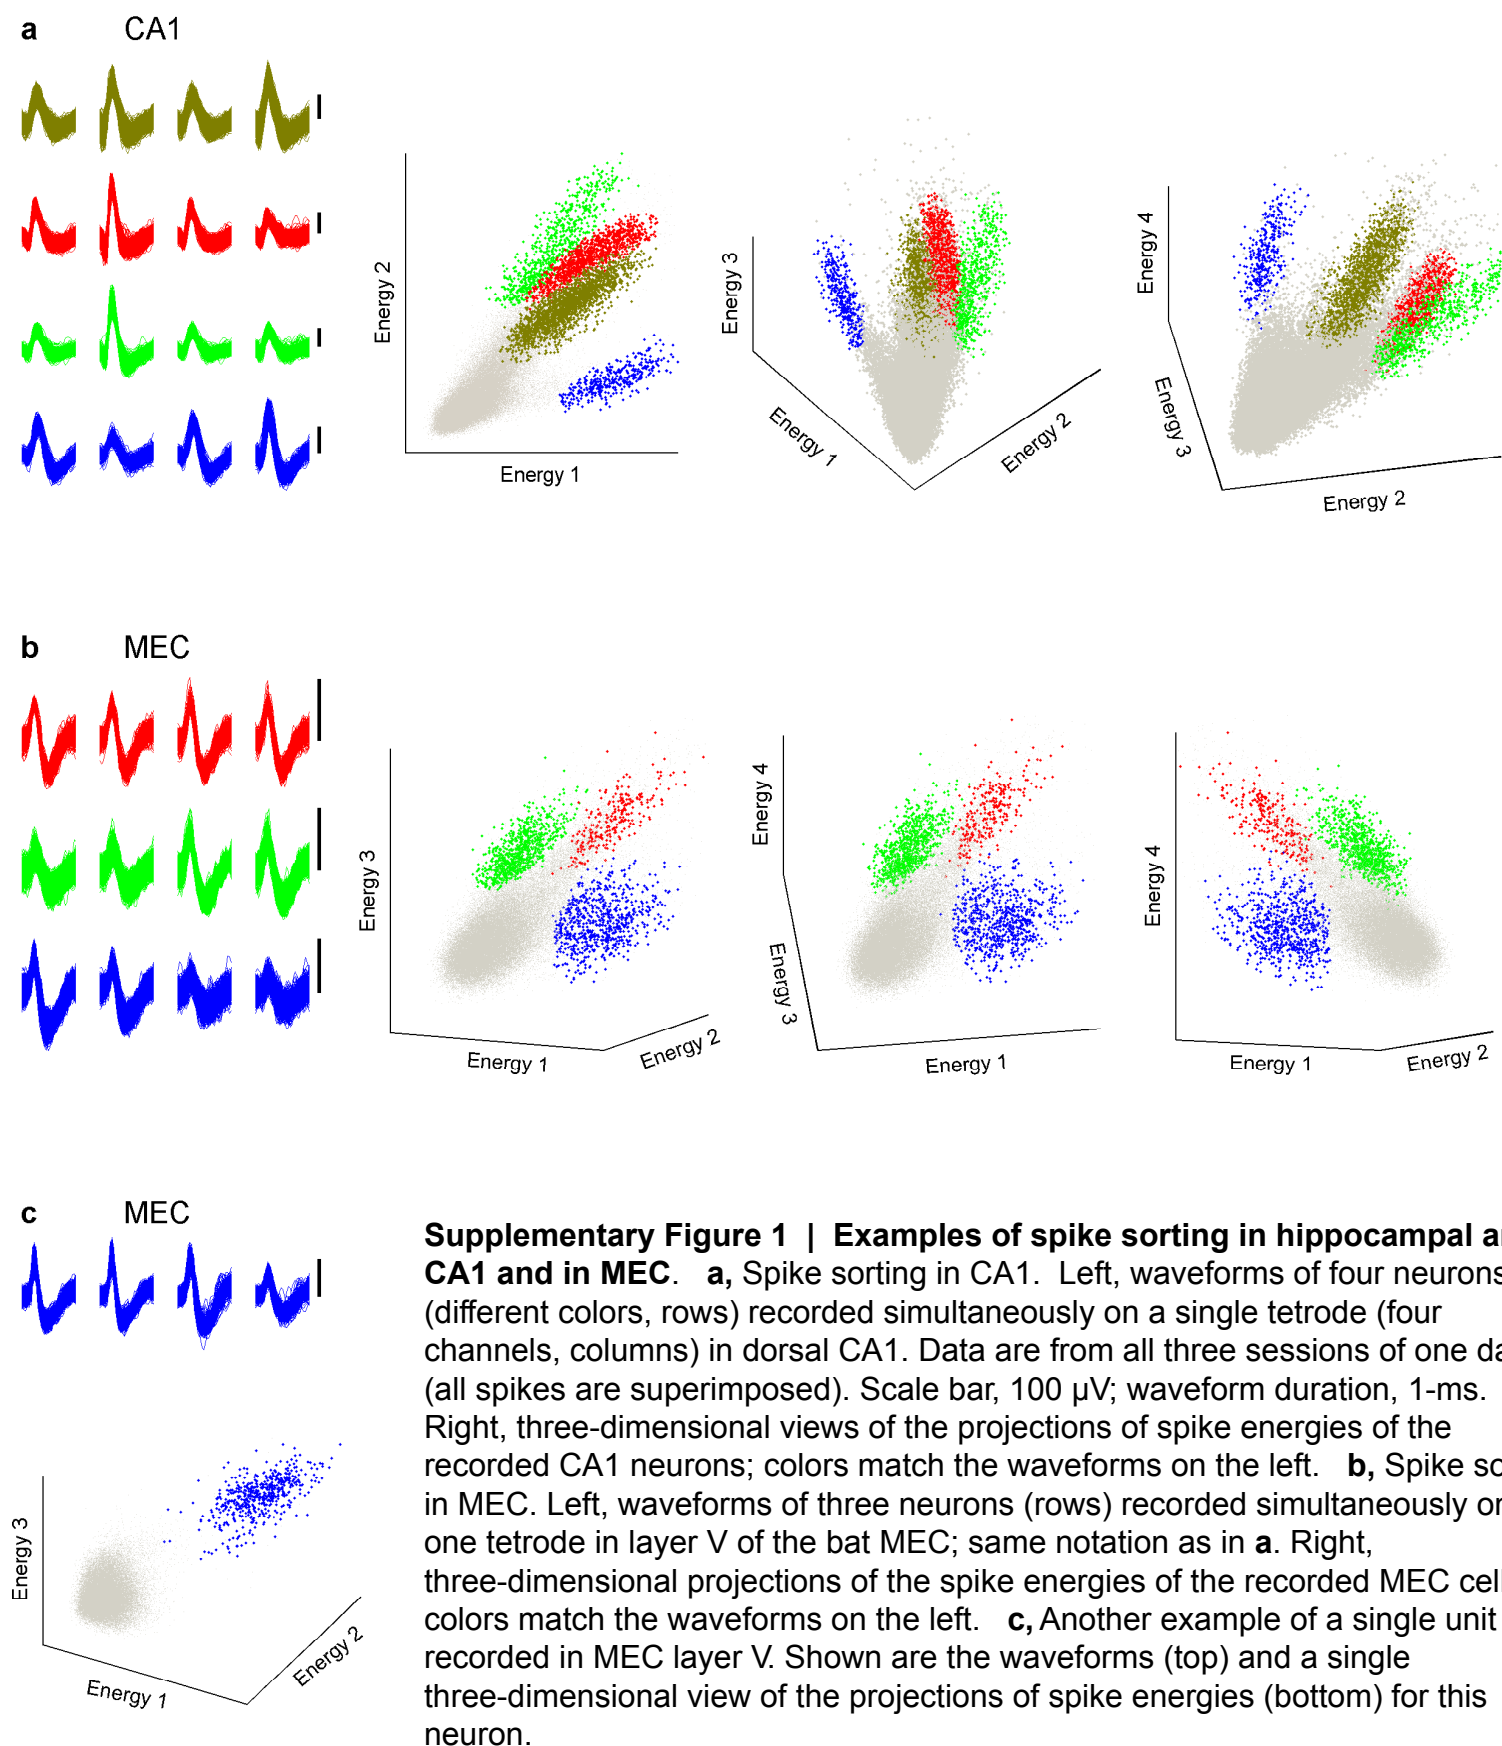 a CA1
Energy 2
Energy 1
Energy 3
Energy 1
Energy 2
Energy 4
Energy 3
Energy 2
b MEC
Energy 3
Energy 1
Energy 2
Energy 4
Energy 3
Energy 1
Energy 4
Energy 1
Energy 2
c MEC
Energy 3
Energy 1
Energy 2
Supplementary Figure 1 | Examples of spike sorting in hippocampal
CA1 and in MEC. a, Spike sorting in CA1. Left, waveforms of four neurons
(different colors, rows) recorded simultaneously on a single tetrode (four
channels, columns) in dorsal CA1. Data are from all three sessions of one
(all spikes are superimposed). Scale bar, 100 µV; waveform duration, 1-ms.
Right, three-dimensional views of the projections of spike energies of the
recorded CA1 neurons; colors match the waveforms on the left. b, Spike
in MEC. Left, waveforms of three neurons (rows) recorded simultaneously
one tetrode in layer V of the bat MEC; same notation as in a. Right,
three-dimensional projections of the spike energies of the recorded MEC
colors match the waveforms on the left. c, Another example of a single unit
recorded in MEC layer V. Shown are the waveforms (top) and a single
three-dimensional view of the projections of spike energies (bottom) for this
neuron.